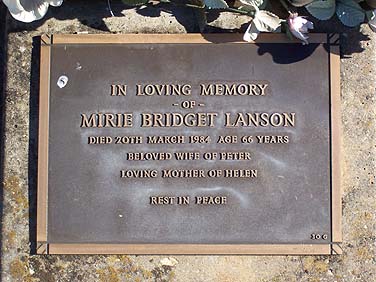 IN LOVING MEMORY
- OF -
MIRIE BRIDGET LANSON
DIED 20TH MARCH 1984 AGE 66 YEARS
BELOVED WIFE OF PETER
LOVING MOTHER OF HELEN
REST IN PEACE